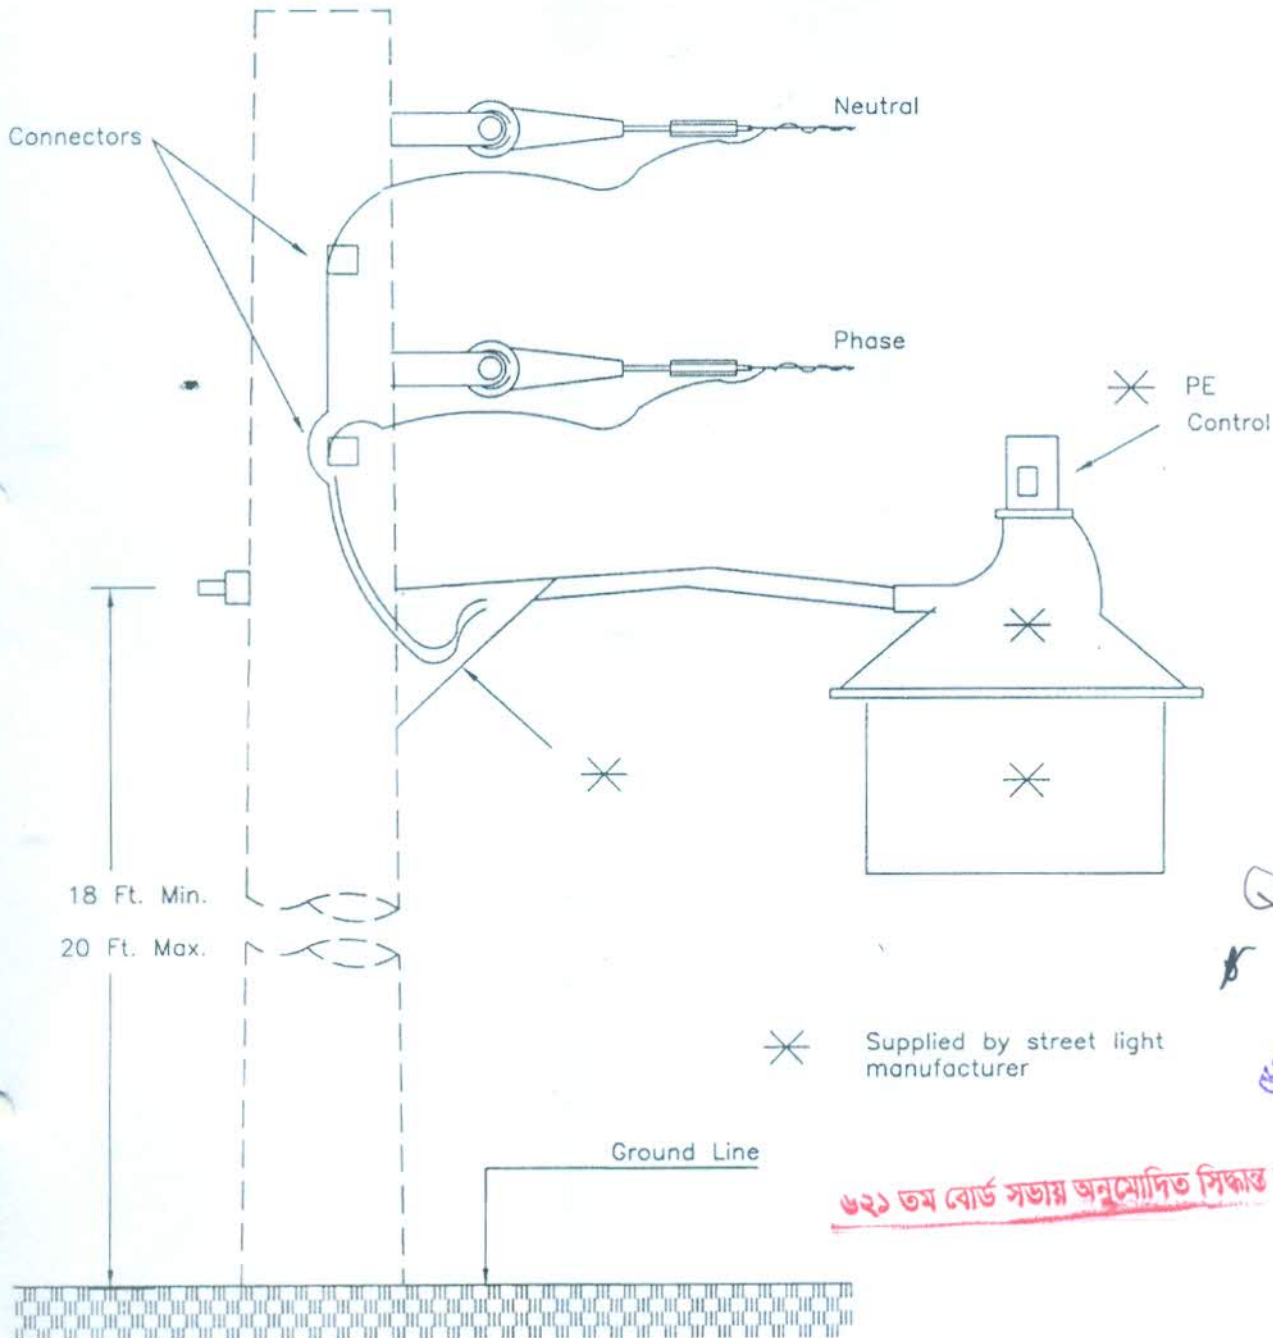 Neutral
Connectors
Phase
PE
Control
18 Ft. Min.
20 Ft. Max.
Supplied by street light
manufacturer
Ground Line
৬২১ তম বোর্ড সভায় অনুমোদিত সিদ্ধান্ত